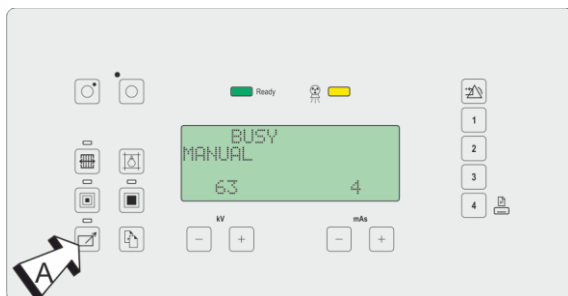 Ready
BUSY
MANUAL
63 4
kV mAs
- + - +
1
2
3
4
A